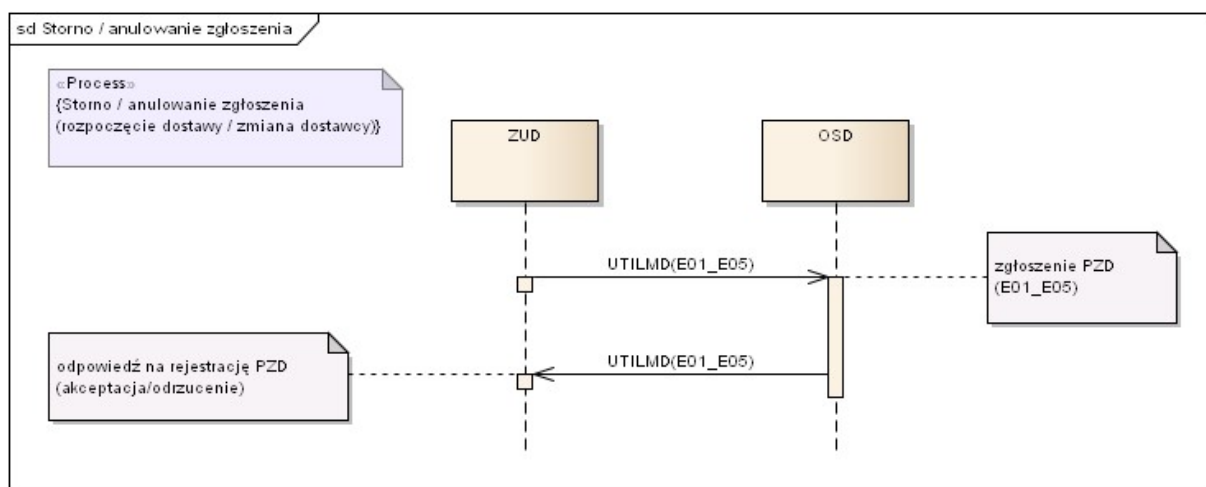 sd Storno / anulowanie zgłoszenia
«Process»
{Storno / anulowanie zgłoszenia
(rozpoczęcie dostawy / zmiana dostawcy)}
ZUD
OSD
UTILMD(E01_E05)
zgłoszenie PZD
(E01_E05)
UTILMD(E01_E05)
odpowiedź na rejestrację PZD
(akceptacja/odrzucenie)